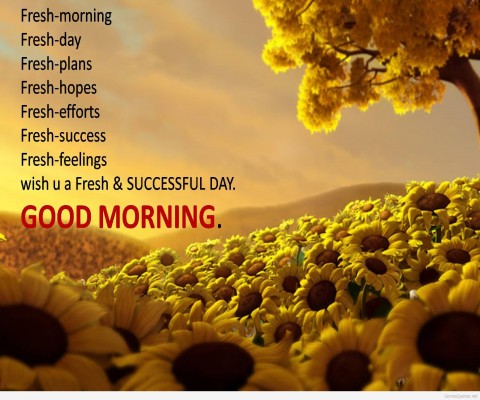 Fresh-morning
Fresh-day
Fresh-plans
Fresh-hopes
Fresh-efforts
Fresh-success
Fresh-feelings
wish u a Fresh & SUCCESSFUL DAY.
GOOD MORNING.